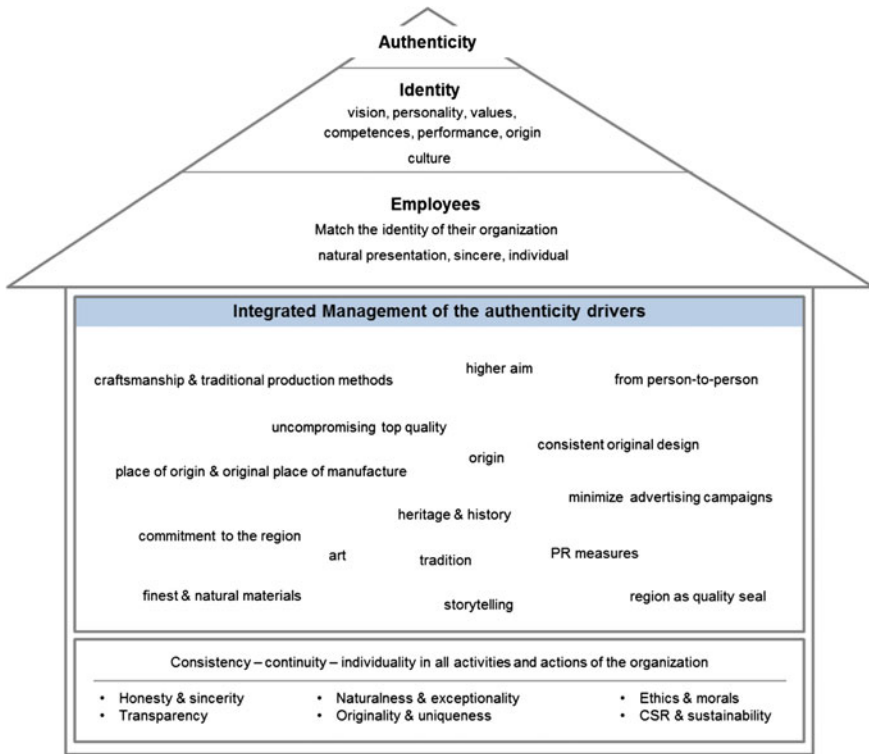 Authenticity
Identity
vision, personality, values,
competences, performance, origin
culture
Employees
Match the identity of their organization
natural presentation, sincere, individual
Integrated Management of the authenticity drivers
higher aim
craftsmanship & traditional production methods
from person-to-person
uncompromising top quality
consistent original design
origin
place of origin & original place of manufacture
minimize advertising campaigns
heritage & history
commitment to the region
art
tradition
PR measures
finest & natural materials
storytelling
region as quality seal
Consistency – continuity – individuality in all activities and actions of the organization
• Honesty & sincerity
• Transparency
• Naturalness & exceptionality
• Originality & uniqueness
• Ethics & morals
• CSR & sustainability